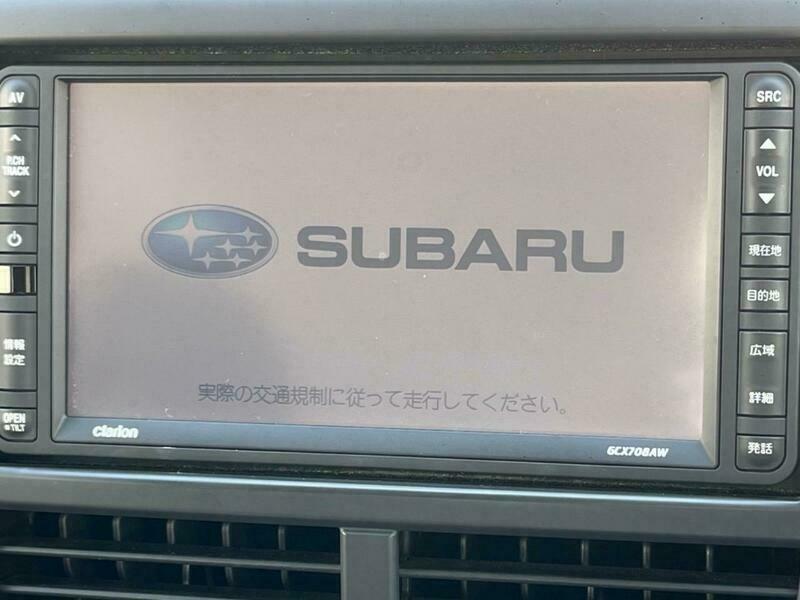 AV
P.CH
TRACK
情報
設定
OPEN
TILT
SUBARU
実際の交通規制に従って走行してください。
Clarion
GCX708AW
SRC
VOL
現在地
目的地
広域
詳細
発話